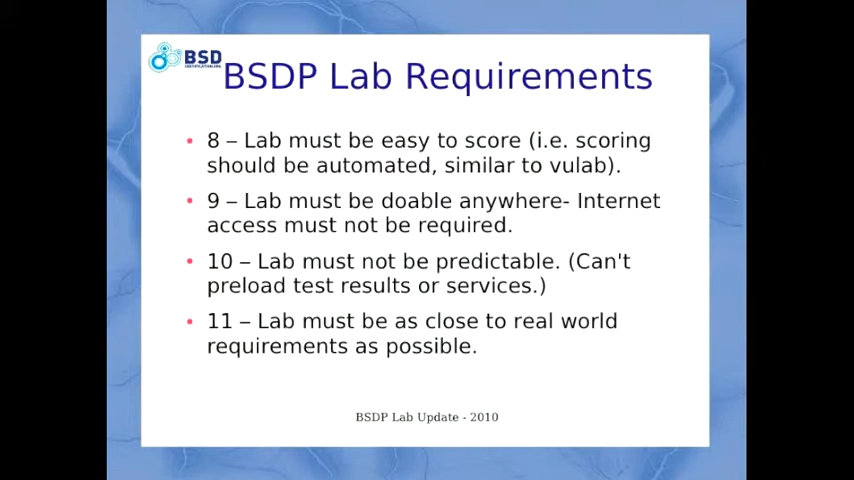 BSD
CERTIFICATION.ORG
BSDP Lab Requirements
• 8 – Lab must be easy to score (i.e. scoring
should be automated, similar to vulab).
• 9 – Lab must be doable anywhere- Internet
access must not be required.
• 10 – Lab must not be predictable. (Can't
preload test results or services.)
• 11 – Lab must be as close to real world
requirements as possible.
BSDP Lab Update - 2010